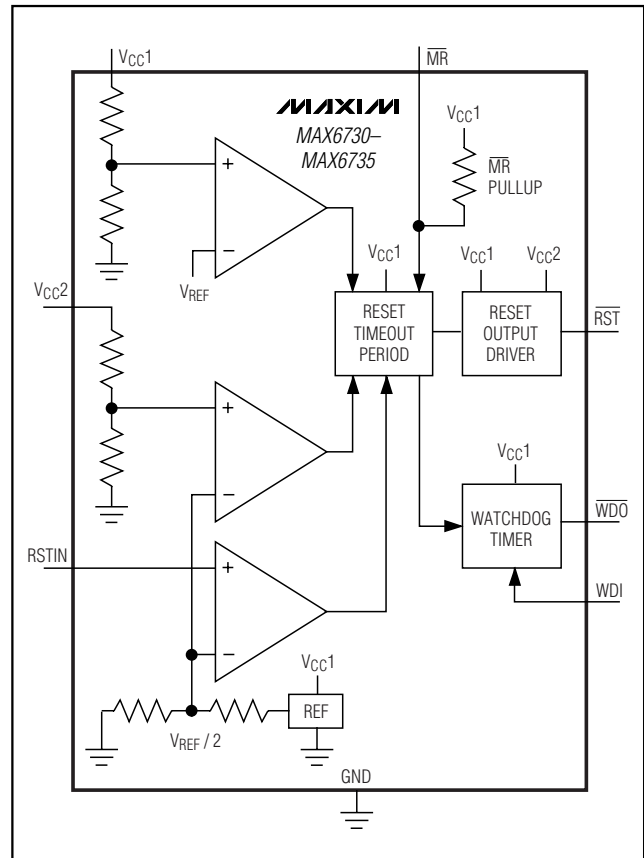 VCC1
MR
MAXIM
MAX6730–
MAX6735
VCC1
MR
PULLUP
+
−
VREF
VCC1
VCC1
VCC2
RESET
TIMEOUT
PERIOD
RESET
OUTPUT
DRIVER
RST
VCC2
+
−
VCC1
WATCHDOG
TIMER
WDO
WDI
RSTIN
+
−
VCC1
REF
VREF / 2
GND